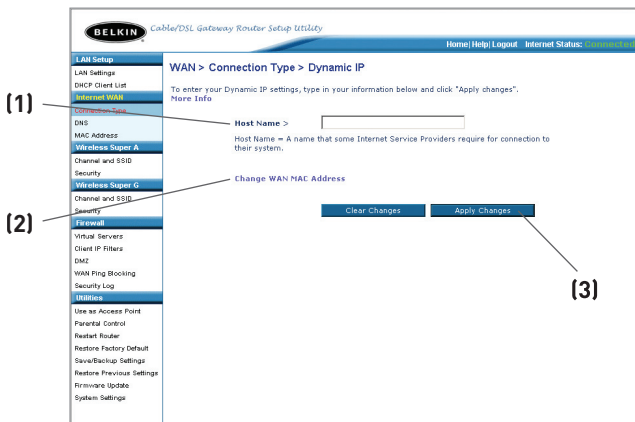 BELKIN Cable/DSL Gateway Router Setup Utility
Home|Help|Logout Internet Status: Connected
LAN Setup
LAN Settings
DHCP Client List
Internet WAN
Connection Type
DNS
MAC Address
Wireless Super A
Channel and SSID
Security
Wireless Super G
Channel and SSID
Security
Firewall
Virtual Servers
Client IP Filters
DMZ
WAN Ping Blocking
Security Log
Utilities
Use as Access Point
Parental Control
Restart Router
Restore Factory Default
Save/Backup Settings
Restore Previous Settings
Firmware Update
System Settings
WAN > Connection Type > Dynamic IP
To enter your Dynamic IP settings, type in your information below and click "Apply changes".
More Info
(1)
Host Name >
Host Name = A name that some Internet Service Providers require for connection to
their system.
(2)
Change WAN MAC Address
Clear Changes Apply Changes
(3)